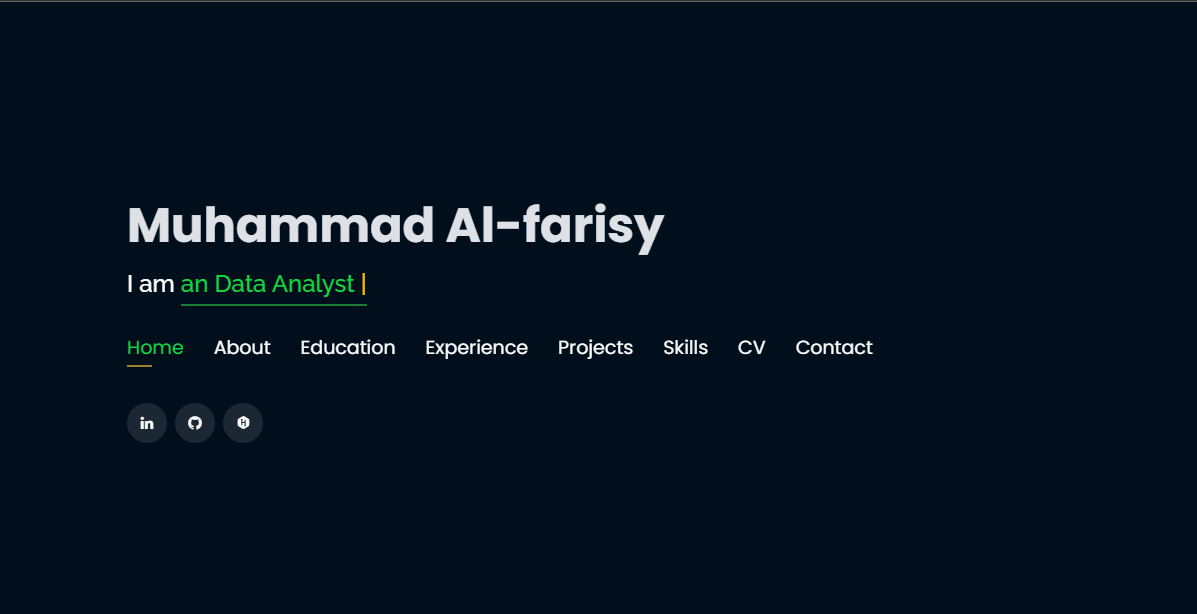 Muhammad Al-farisy
I am an Data Analyst |
Home About Education Experience Projects Skills CV Contact
in
H